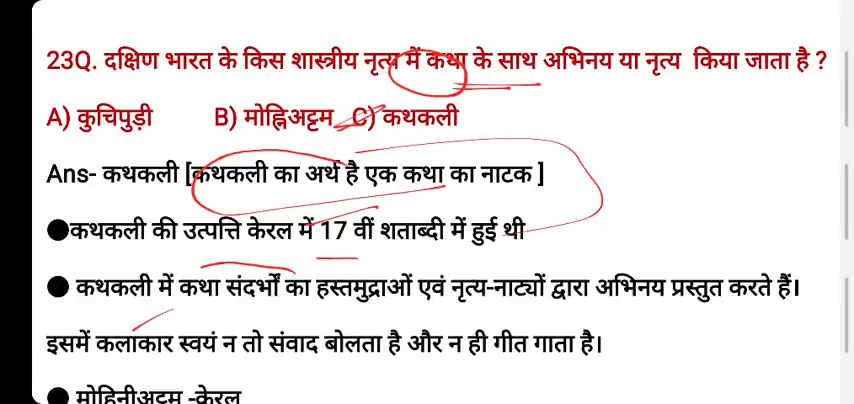 23Q. दक्षिण भारत के किस शास्त्रीय नृत्य में कथा के साथ अभिनय या नृत्य किया जाता है ?
A) कुचिपुड़ी B) मोह्निअट्टम C) कथकली
Ans- कथकली [कथकली का अर्थ है एक कथा का नाटक ]
●कथकली की उत्पत्ति केरल में 17 वीं शताब्दी में हुई थी
● कथकली में कथा संदर्भों का हस्तमुद्राओं एवं नृत्य-नाट्यों द्वारा अभिनय प्रस्तुत करते हैं।
इसमें कलाकार स्वयं न तो संवाद बोलता है और न ही गीत गाता है।
● मोहिनीअट्टम -केरल